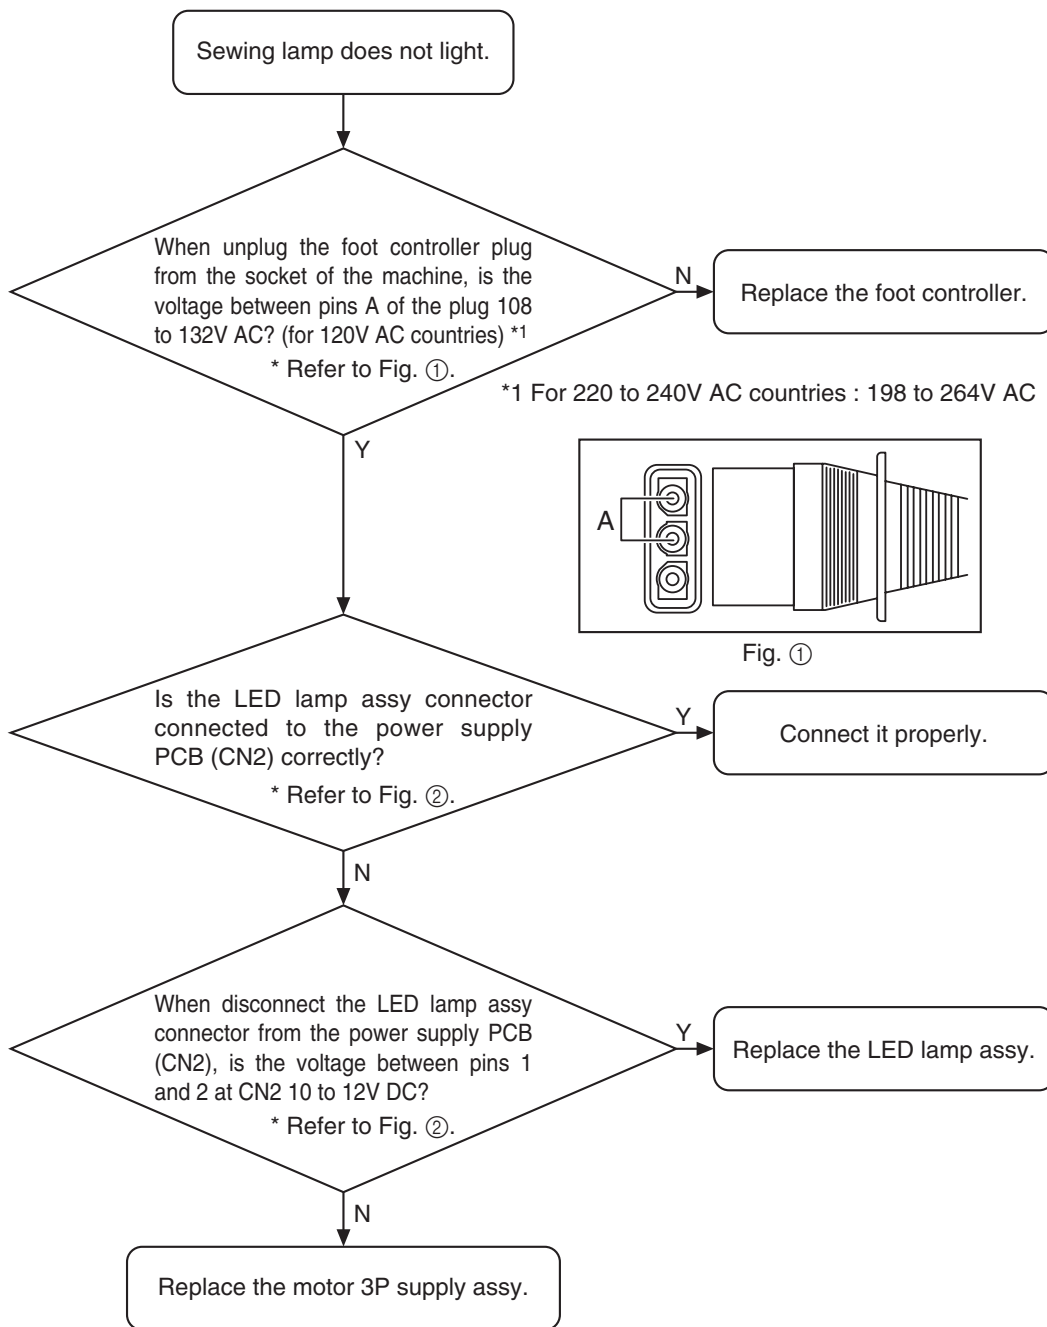 Sewing lamp does not light.
When unplug the foot controller plug
from the socket of the machine, is the
voltage between pins A of the plug 108
to 132V AC? (for 120V AC countries) *1
* Refer to Fig. ①.
N
Replace the foot controller.
*1 For 220 to 240V AC countries : 198 to 264V AC
Y
A
Fig. ①
Is the LED lamp assy connector
connected to the power supply
PCB (CN2) correctly?
* Refer to Fig. ②.
Y
Connect it properly.
N
When disconnect the LED lamp assy
connector from the power supply PCB
(CN2), is the voltage between pins 1
and 2 at CN2 10 to 12V DC?
* Refer to Fig. ②.
Y
Replace the LED lamp assy.
N
Replace the motor 3P supply assy.